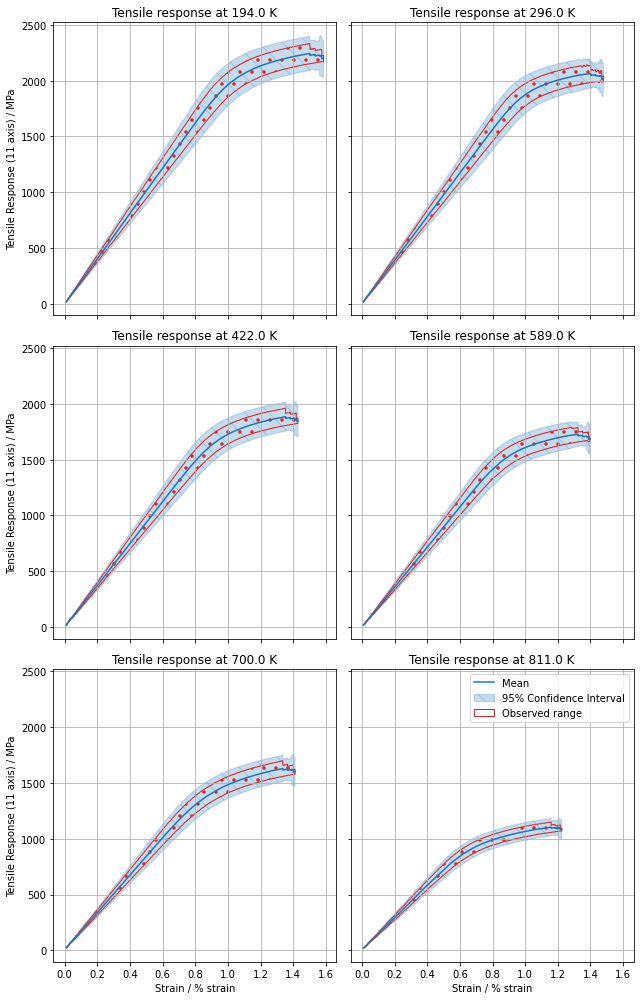 Tensile response at 194.0 K
Tensile response at 296.0 K
2500
2000
1500
1000
500
0
Tensile Response (11 axis) / MPa
Tensile response at 422.0 K
Tensile response at 589.0 K
2500
2000
1500
1000
500
0
Tensile Response (11 axis) / MPa
Tensile response at 700.0 K
Tensile response at 811.0 K
2500
2000
1500
1000
500
0
Tensile Response (11 axis) / MPa
Mean
95% Confidence Interval
Observed range
0.0 0.2 0.4 0.6 0.8 1.0 1.2 1.4 1.6
0.0 0.2 0.4 0.6 0.8 1.0 1.2 1.4 1.6
Strain / % strain
Strain / % strain